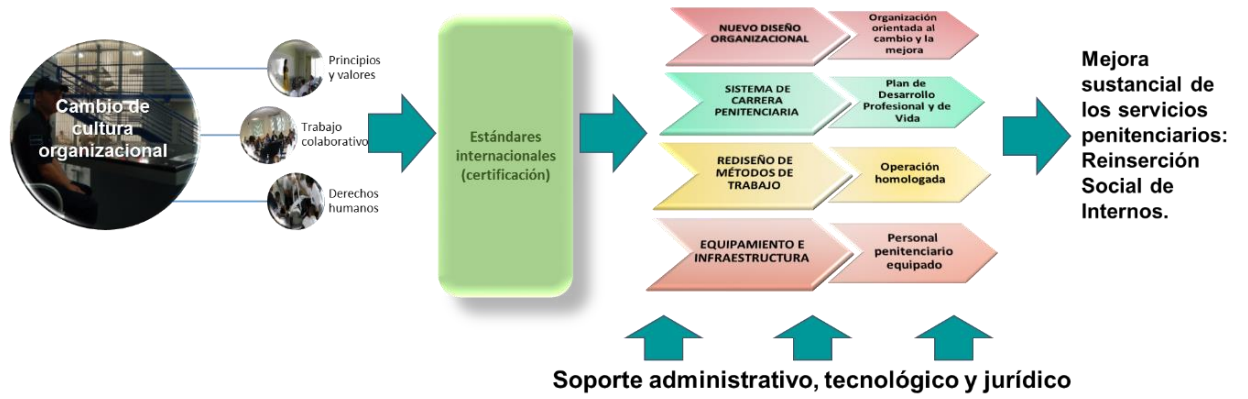 Cambio de
cultura
organizacional
Principios
y valores
Trabajo
colaborativo
Derechos
humanos
Estándares
internacionales
(certificación)
NUEVO DISEÑO
ORGANIZACIONAL
Organización
orientada al
cambio y la
mejora
SISTEMA DE
CARRERA
PENITENCIARIA
Plan de
Desarrollo
Profesional y de
Vida
REDISEÑO DE
MÉTODOS DE
TRABAJO
Operación
homologada
EQUIPAMIENTO E
INFRAESTRUCTURA
Personal
penitenciario
equipado
Mejora
sustancial de
los servicios
penitenciarios:
Reinserción
Social de
Internos.
Soporte administrativo, tecnológico y jurídico